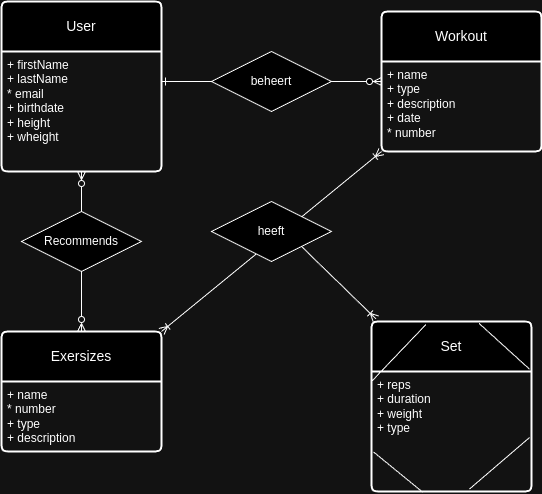 User
+ firstName
+ lastName
* email
+ birthdate
+ height
+ wheight
beheert
Workout
+ name
+ type
+ description
+ date
* number
Recommends
heeft
Exersizes
+ name
* number
+ type
+ description
Set
+ reps
+ duration
+ weight
+ type